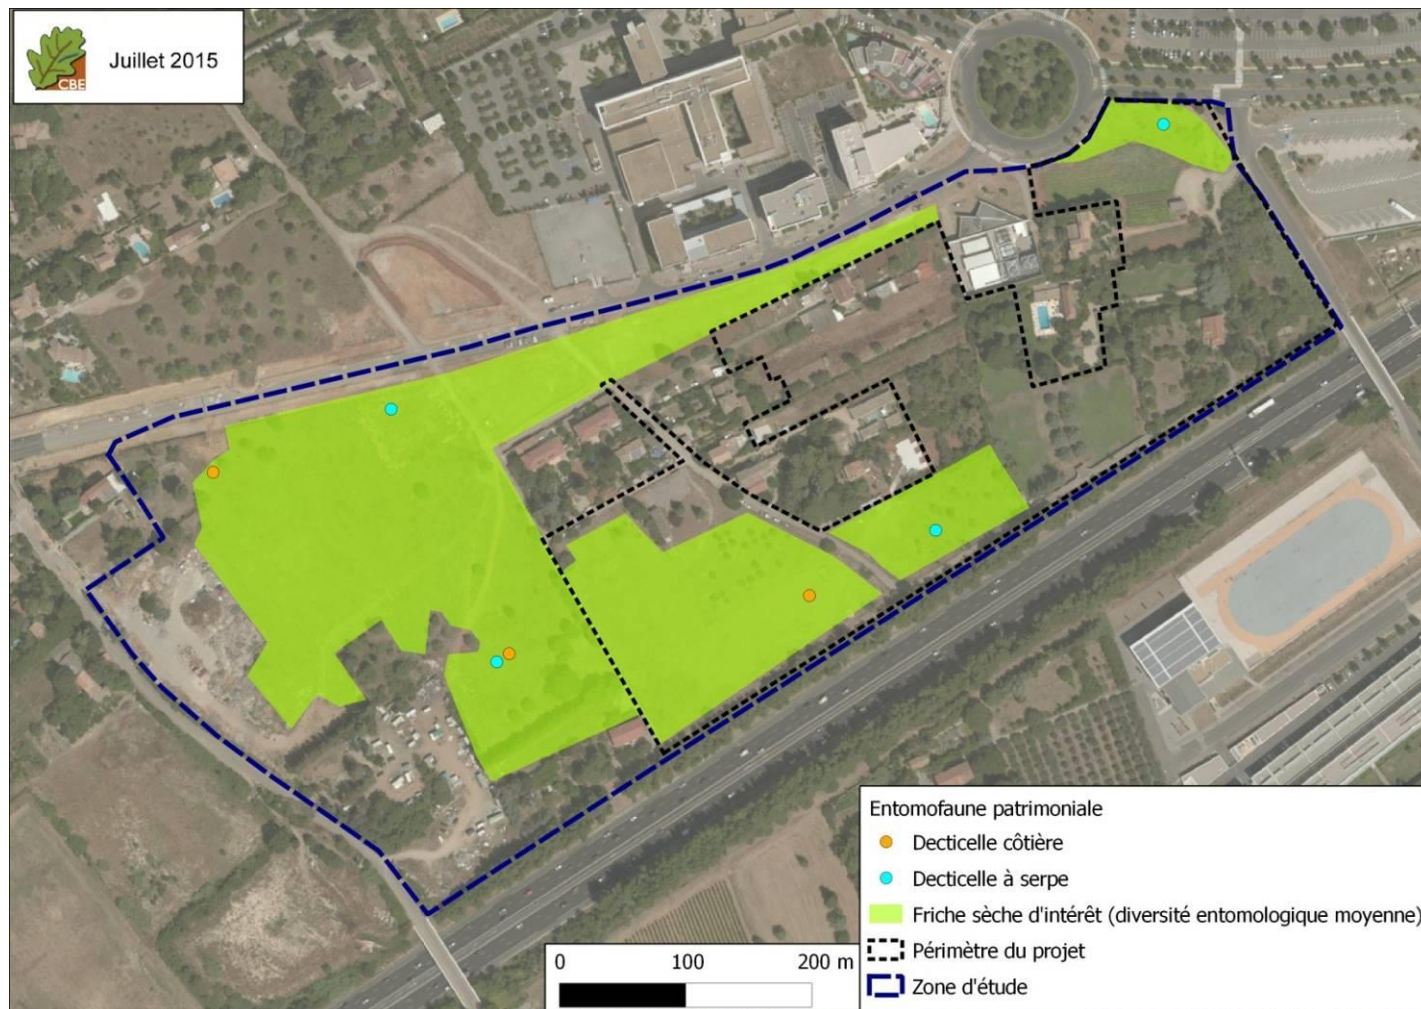 CBE
Juillet 2015
Entomofaune patrimoniale
Decticelle côtière
Decticelle à serpe
Friche sèche d'intérêt (diversité entomologique moyenne)
Périmètre du projet
Zone d'étude
0 100 200 m